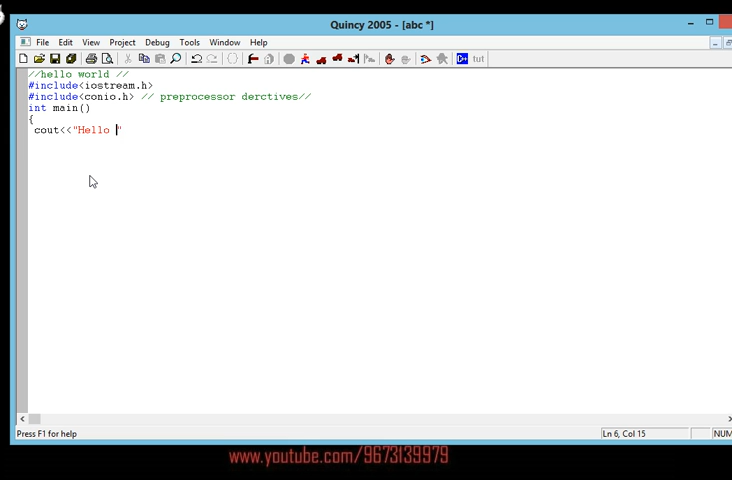 Quincy 2005 - [abc *]
File Edit View Project Debug Tools Window Help
D++ tut
//hello world //
#include<iostream.h>
#include<conio.h> // preprocessor derctives//
int main()
{
cout<<"Hello "
Press F1 for help
Ln 6, Col 15
NUM
www.youtube.com/9673139979